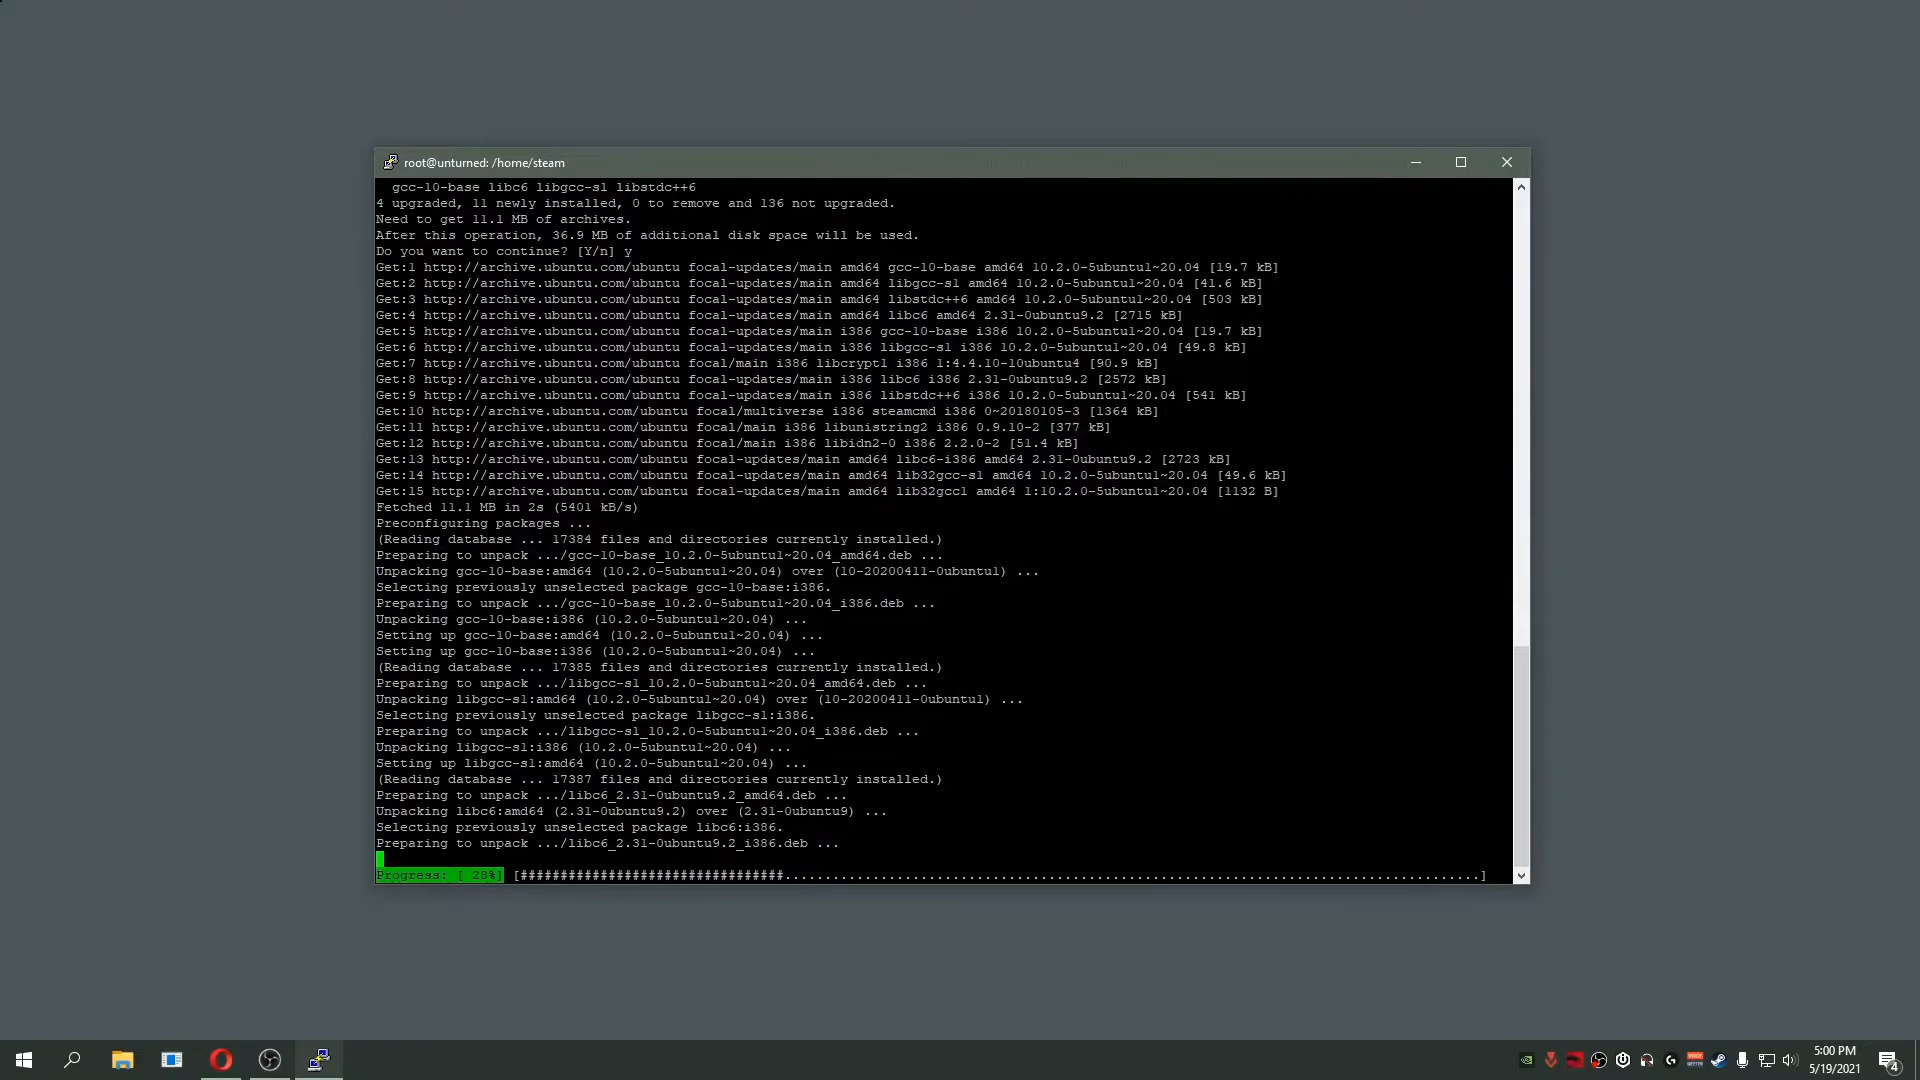 root@unturned: /home/steam
gcc-10-base libc6 libgcc-s1 libstdc++6
4 upgraded, 11 newly installed, 0 to remove and 136 not upgraded.
Need to get 11.1 MB of archives.
After this operation, 36.9 MB of additional disk space will be used.
Do you want to continue? [Y/n] y
Get:1 http://archive.ubuntu.com/ubuntu focal-updates/main amd64 gcc-10-base amd64 10.2.0-5ubuntu1~20.04 [19.7 kB]
Get:2 http://archive.ubuntu.com/ubuntu focal-updates/main amd64 libgcc-s1 amd64 10.2.0-5ubuntu1~20.04 [41.6 kB]
Get:3 http://archive.ubuntu.com/ubuntu focal-updates/main amd64 libstdc++6 amd64 10.2.0-5ubuntu1~20.04 [503 kB]
Get:4 http://archive.ubuntu.com/ubuntu focal-updates/main amd64 libc6 amd64 2.31-0ubuntu9.2 [2715 kB]
Get:5 http://archive.ubuntu.com/ubuntu focal-updates/main i386 gcc-10-base i386 10.2.0-5ubuntu1~20.04 [19.7 kB]
Get:6 http://archive.ubuntu.com/ubuntu focal-updates/main i386 libgcc-s1 i386 10.2.0-5ubuntu1~20.04 [49.8 kB]
Get:7 http://archive.ubuntu.com/ubuntu focal/main i386 libcrypt1 i386 1:4.4.10-10ubuntu4 [90.9 kB]
Get:8 http://archive.ubuntu.com/ubuntu focal-updates/main i386 libc6 i386 2.31-0ubuntu9.2 [2572 kB]
Get:9 http://archive.ubuntu.com/ubuntu focal-updates/main i386 libstdc++6 i386 10.2.0-5ubuntu1~20.04 [541 kB]
Get:10 http://archive.ubuntu.com/ubuntu focal/multiverse i386 steamcmd i386 0~20180105-3 [1364 kB]
Get:11 http://archive.ubuntu.com/ubuntu focal/main i386 libunistring2 i386 0.9.10-2 [377 kB]
Get:12 http://archive.ubuntu.com/ubuntu focal/main i386 libidn2-0 i386 2.2.0-2 [51.4 kB]
Get:13 http://archive.ubuntu.com/ubuntu focal-updates/main amd64 libc6-i386 amd64 2.31-0ubuntu9.2 [2723 kB]
Get:14 http://archive.ubuntu.com/ubuntu focal-updates/main amd64 lib32gcc-s1 amd64 10.2.0-5ubuntu1~20.04 [49.6 kB]
Get:15 http://archive.ubuntu.com/ubuntu focal-updates/main amd64 lib32gcc1 amd64 1:10.2.0-5ubuntu1~20.04 [1132 B]
Fetched 11.1 MB in 2s (5401 kB/s)
Preconfiguring packages ...
(Reading database ... 17384 files and directories currently installed.)
Preparing to unpack .../gcc-10-base_10.2.0-5ubuntu1~20.04_amd64.deb ...
Unpacking gcc-10-base:amd64 (10.2.0-5ubuntu1~20.04) over (10-20200411-0ubuntu1) ...
Selecting previously unselected package gcc-10-base:i386.
Preparing to unpack .../gcc-10-base_10.2.0-5ubuntu1~20.04_i386.deb ...
Unpacking gcc-10-base:i386 (10.2.0-5ubuntu1~20.04) ...
Setting up gcc-10-base:amd64 (10.2.0-5ubuntu1~20.04) ...
Setting up gcc-10-base:i386 (10.2.0-5ubuntu1~20.04) ...
(Reading database ... 17385 files and directories currently installed.)
Preparing to unpack .../libgcc-s1_10.2.0-5ubuntu1~20.04_amd64.deb ...
Unpacking libgcc-s1:amd64 (10.2.0-5ubuntu1~20.04) over (10-20200411-0ubuntu1) ...
Selecting previously unselected package libgcc-s1:i386.
Preparing to unpack .../libgcc-s1_10.2.0-5ubuntu1~20.04_i386.deb ...
Unpacking libgcc-s1:i386 (10.2.0-5ubuntu1~20.04) ...
Setting up libgcc-s1:amd64 (10.2.0-5ubuntu1~20.04) ...
(Reading database ... 17387 files and directories currently installed.)
Preparing to unpack .../libc6_2.31-0ubuntu9.2_amd64.deb ...
Unpacking libc6:amd64 (2.31-0ubuntu9.2) over (2.31-0ubuntu9) ...
Selecting previously unselected package libc6:i386.
Preparing to unpack .../libc6_2.31-0ubuntu9.2_i386.deb ...
Progress: [ 28%] [#################################.......................................................................................]
5:00 PM
5/19/2021
4